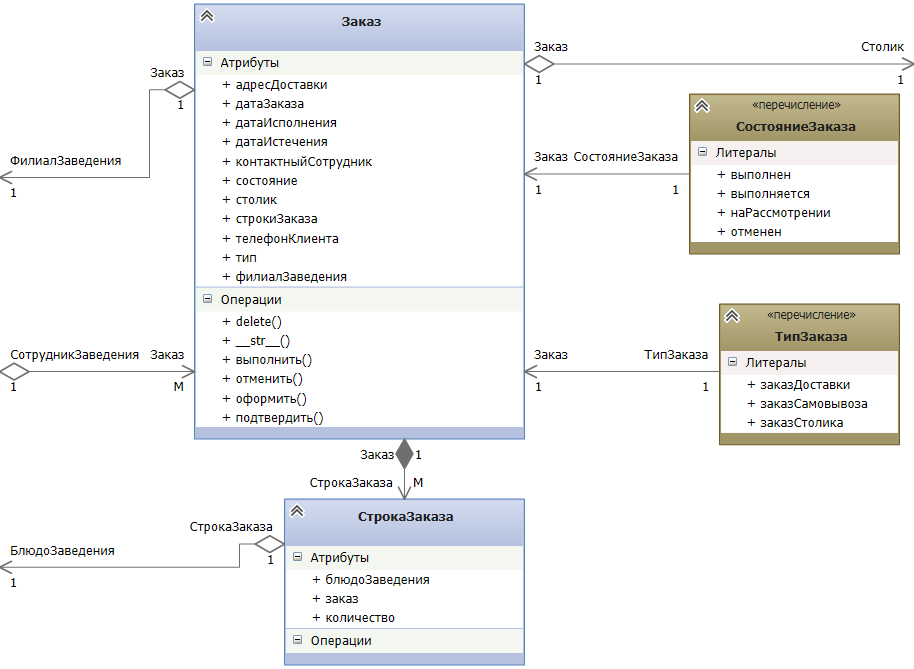 Заказ
Атрибуты
+ адресДоставки
+ датаЗаказа
+ датаИсполнения
+ датаИстечения
+ контактныйСотрудник
+ состояние
+ столик
+ строкиЗаказа
+ телефонКлиента
+ тип
+ филиалЗаведения
Операции
+ delete()
+ __str__()
+ выполнить()
+ отменить()
+ оформить()
+ подтвердить()
Заказ
1
ФилиалЗаведения
1
СотрудникЗаведения Заказ
1 M
Заказ Столик
1 1
«перечисление»
СостояниеЗаказа
Литералы
+ выполнен
+ выполняется
+ наРассмотрении
+ отменен
Заказ СостояниеЗаказа
1 1
«перечисление»
ТипЗаказа
Литералы
+ заказДоставки
+ заказСамовывоза
+ заказСтолика
Заказ ТипЗаказа
1 1
Заказ 1
СтрокаЗаказа M
СтрокаЗаказа
Атрибуты
+ блюдоЗаведения
+ заказ
+ количество
Операции
СтрокаЗаказа
1
БлюдоЗаведения
1